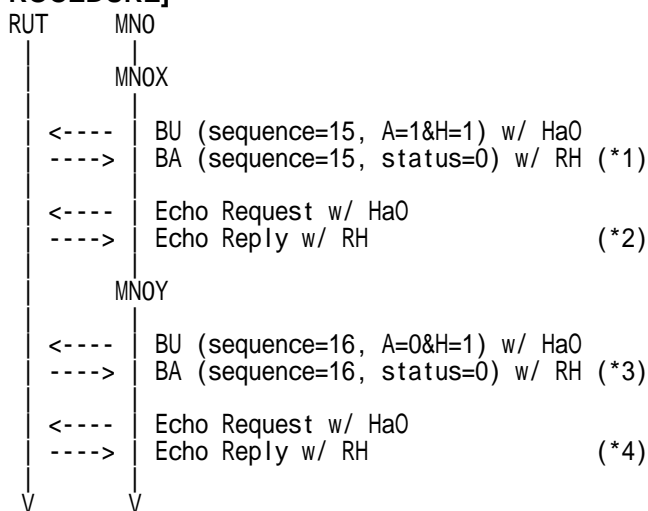 ROCEDURE]
RUT MN0
MN0X
<---- BU (sequence=15, A=1&H=1) w/ HaO
----> BA (sequence=15, status=0) w/ RH (*1)
<---- Echo Request w/ HaO
----> Echo Reply w/ RH (*2)
MN0Y
<---- BU (sequence=16, A=0&H=1) w/ HaO
----> BA (sequence=16, status=0) w/ RH (*3)
<---- Echo Request w/ HaO
----> Echo Reply w/ RH (*4)
V V